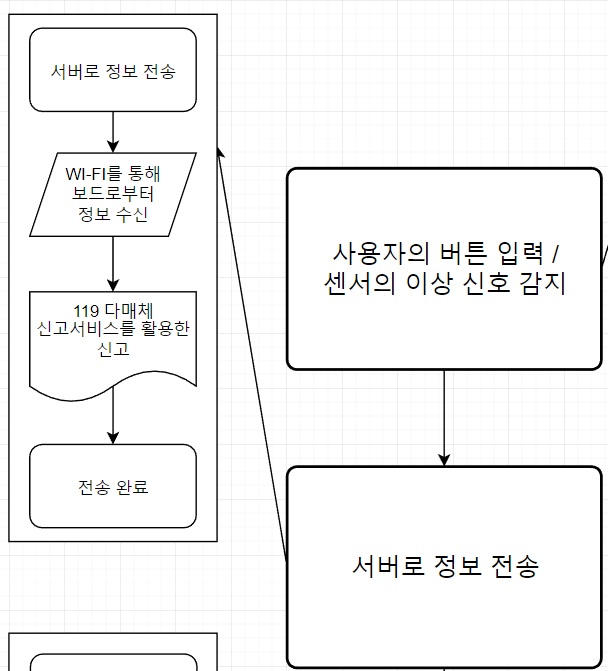 서버로 정보 전송
WI-FI를 통해
보드로부터
정보 수신
119 다매체
신고서비스를 활용한
신고
전송 완료
사용자의 버튼 입력 /
센서의 이상 신호 감지
서버로 정보 전송